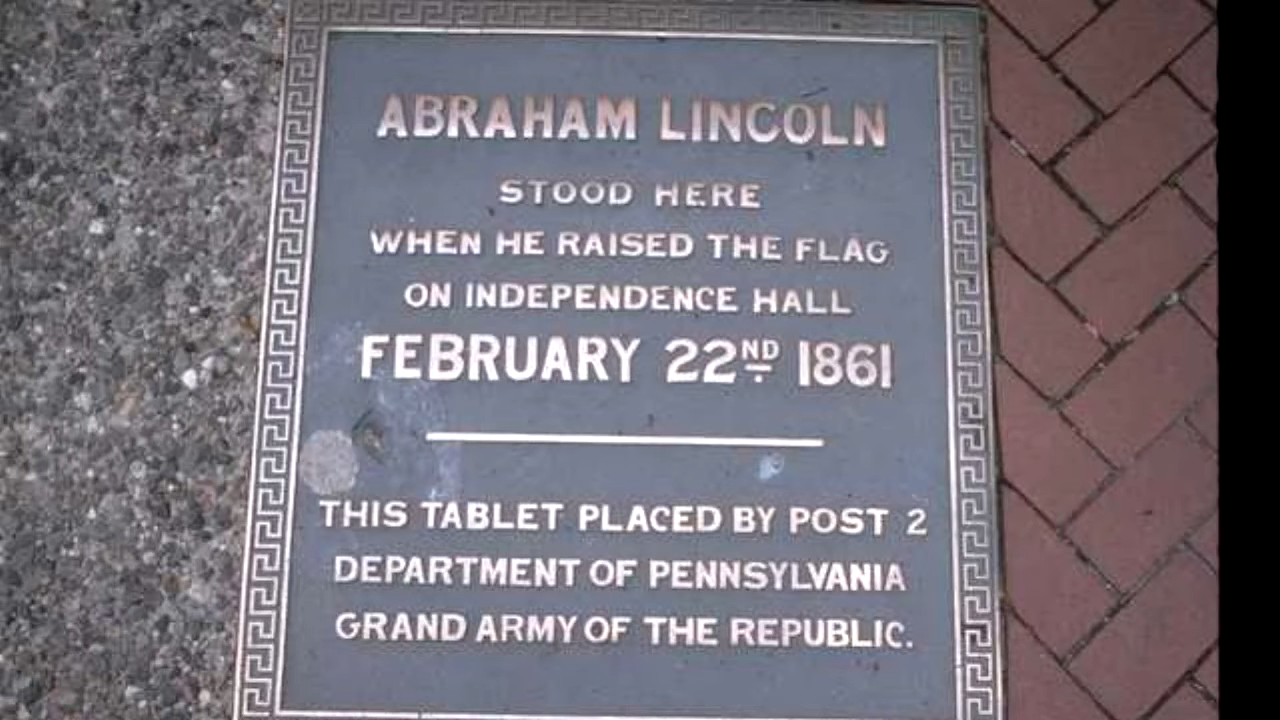 ABRAHAM LINCOLN
STOOD HERE
WHEN HE RAISED THE FLAG
ON INDEPENDENCE HALL
FEBRUARY 22ND 1861
THIS TABLET PLACED BY POST 2
DEPARTMENT OF PENNSYLVANIA
GRAND ARMY OF THE REPUBLIC.